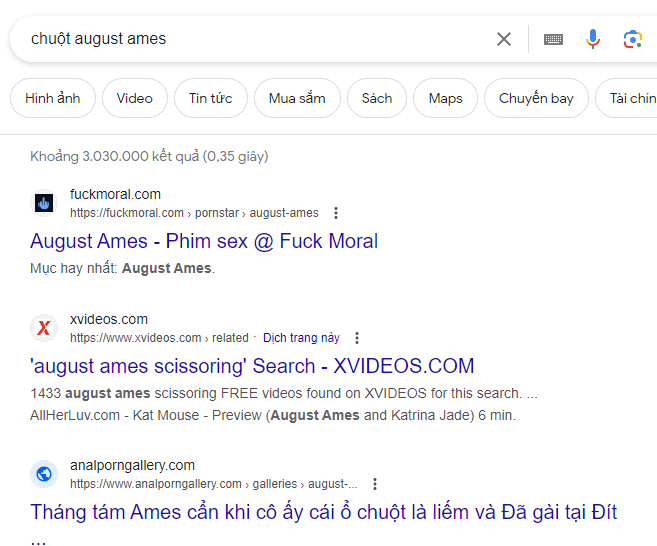 chuột august ames
Hình ảnh Video Tin tức Mua sắm Sách Maps Chuyến bay Tài chín
Khoảng 3.030.000 kết quả (0,35 giây)
fuckmoral.com
https://fuckmoral.com › pornstar › august-ames
August Ames - Phim sex @ Fuck Moral
Mục hay nhất: August Ames.
xvideos.com
https://www.xvideos.com › related · Dịch trang này
'august ames scissoring' Search - XVIDEOS.COM
1433 august ames scissoring FREE videos found on XVIDEOS for this search. ...
AllHerLuv.com - Kat Mouse - Preview (August Ames and Katrina Jade) 6 min.
analporngallery.com
https://www.analporngallery.com › galleries › august-...
Tháng tám Ames cẩn khi cô ấy cái ổ chuột là liếm và Đã gài tại Đít
...